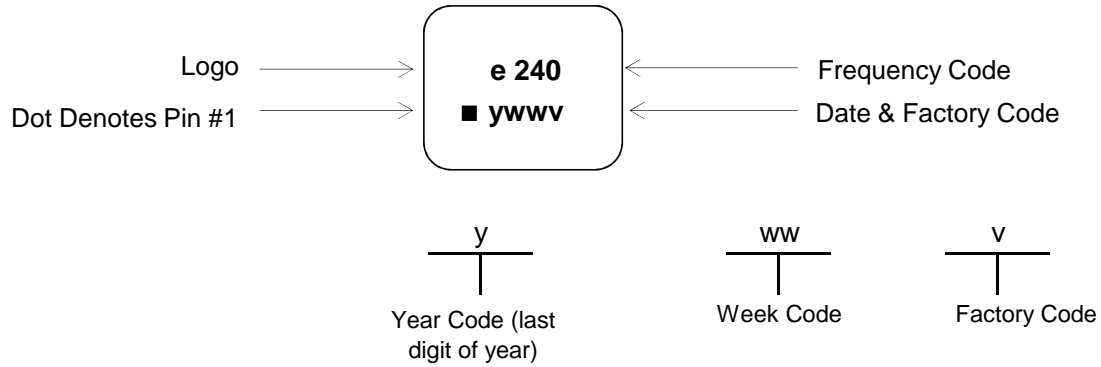 Logo
e 240
Frequency Code
Dot Denotes Pin #1
■ ywwv
Date & Factory Code
y
ww
v
Year Code (last
digit of year)
Week Code
Factory Code